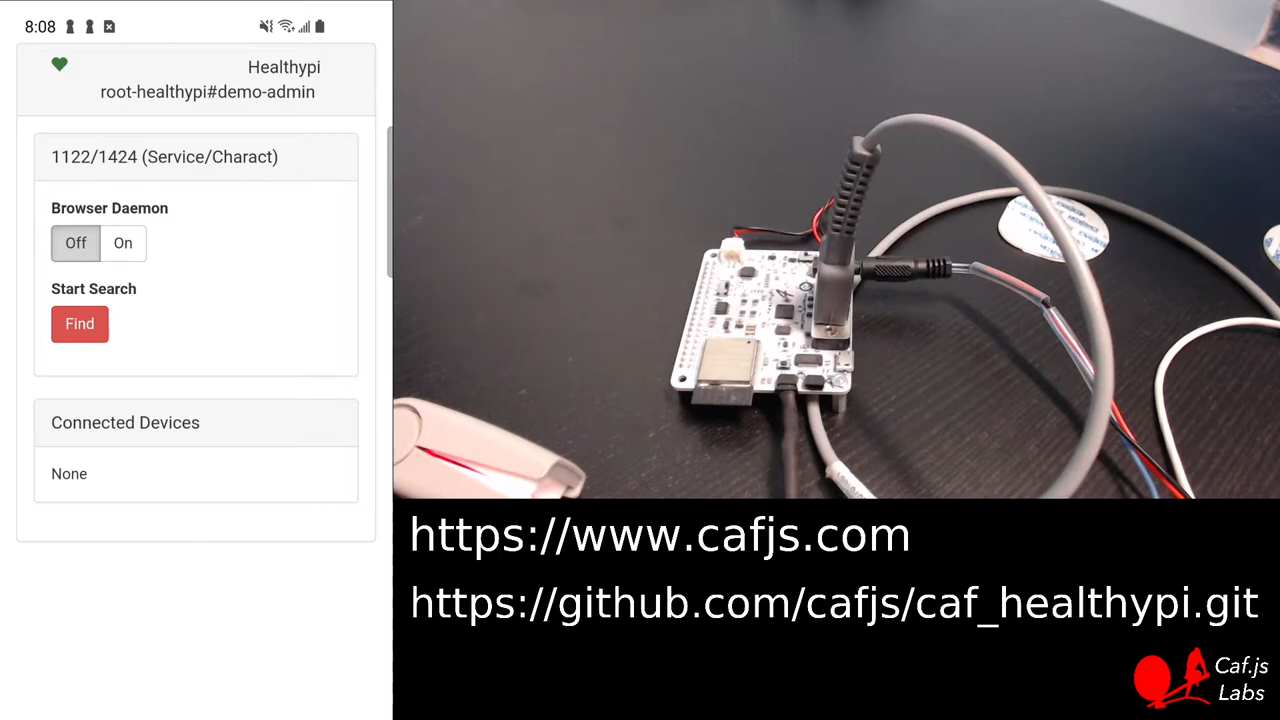 8:08
Healthypi
root-healthypi#demo-admin
1122/1424 (Service/Charact)
Browser Daemon
Off On
Start Search
Find
Connected Devices
None
https://www.cafjs.com
https://github.com/cafjs/caf_healthypi.git
Caf.js
Labs